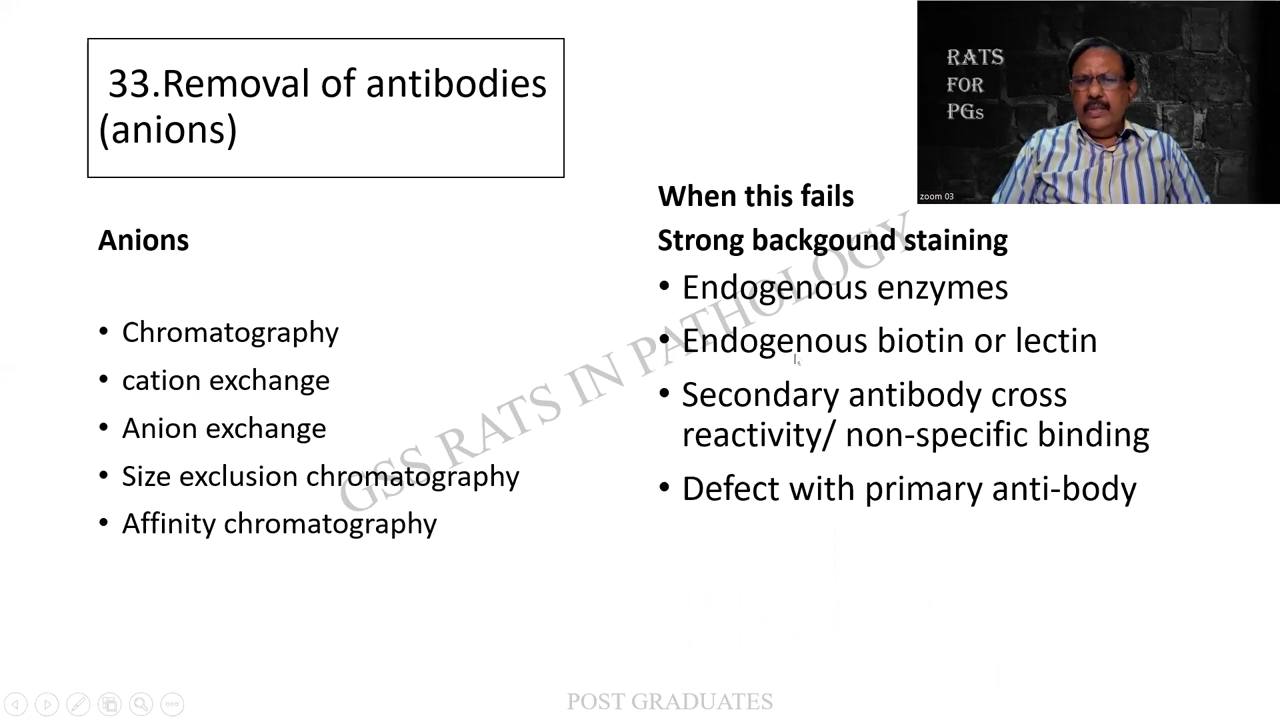 33.Removal of antibodies
(anions)
RATS
FOR
PGs
zoom 03
Anions
• Chromatography
• cation exchange
• Anion exchange
• Size exclusion chromatography
• Affinity chromatography
When this fails
Strong backgound staining
• Endogenous enzymes
• Endogenous biotin or lectin
• Secondary antibody cross
reactivity/ non-specific binding
• Defect with primary anti-body
GSS RATS IN PATHOLOGY
POST GRADUATES